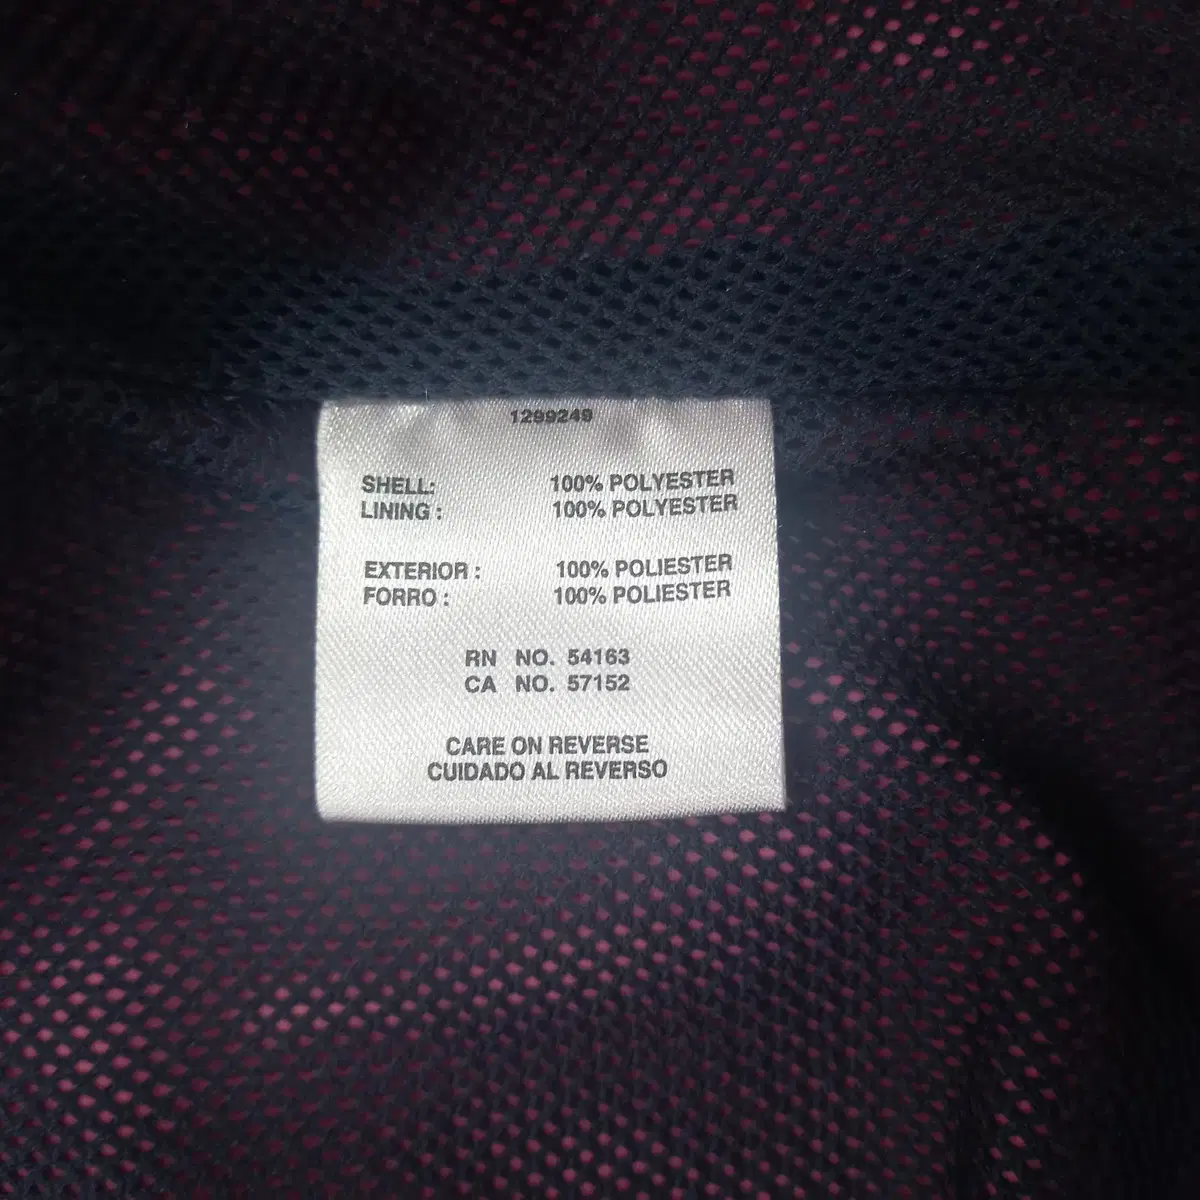 1299249
SHELL: 100% POLYESTER
LINING : 100% POLYESTER
EXTERIOR : 100% POLIESTER
FORRO : 100% POLIESTER
RN NO. 54163
CA NO. 57152
CARE ON REVERSE
CUIDADO AL REVERSO